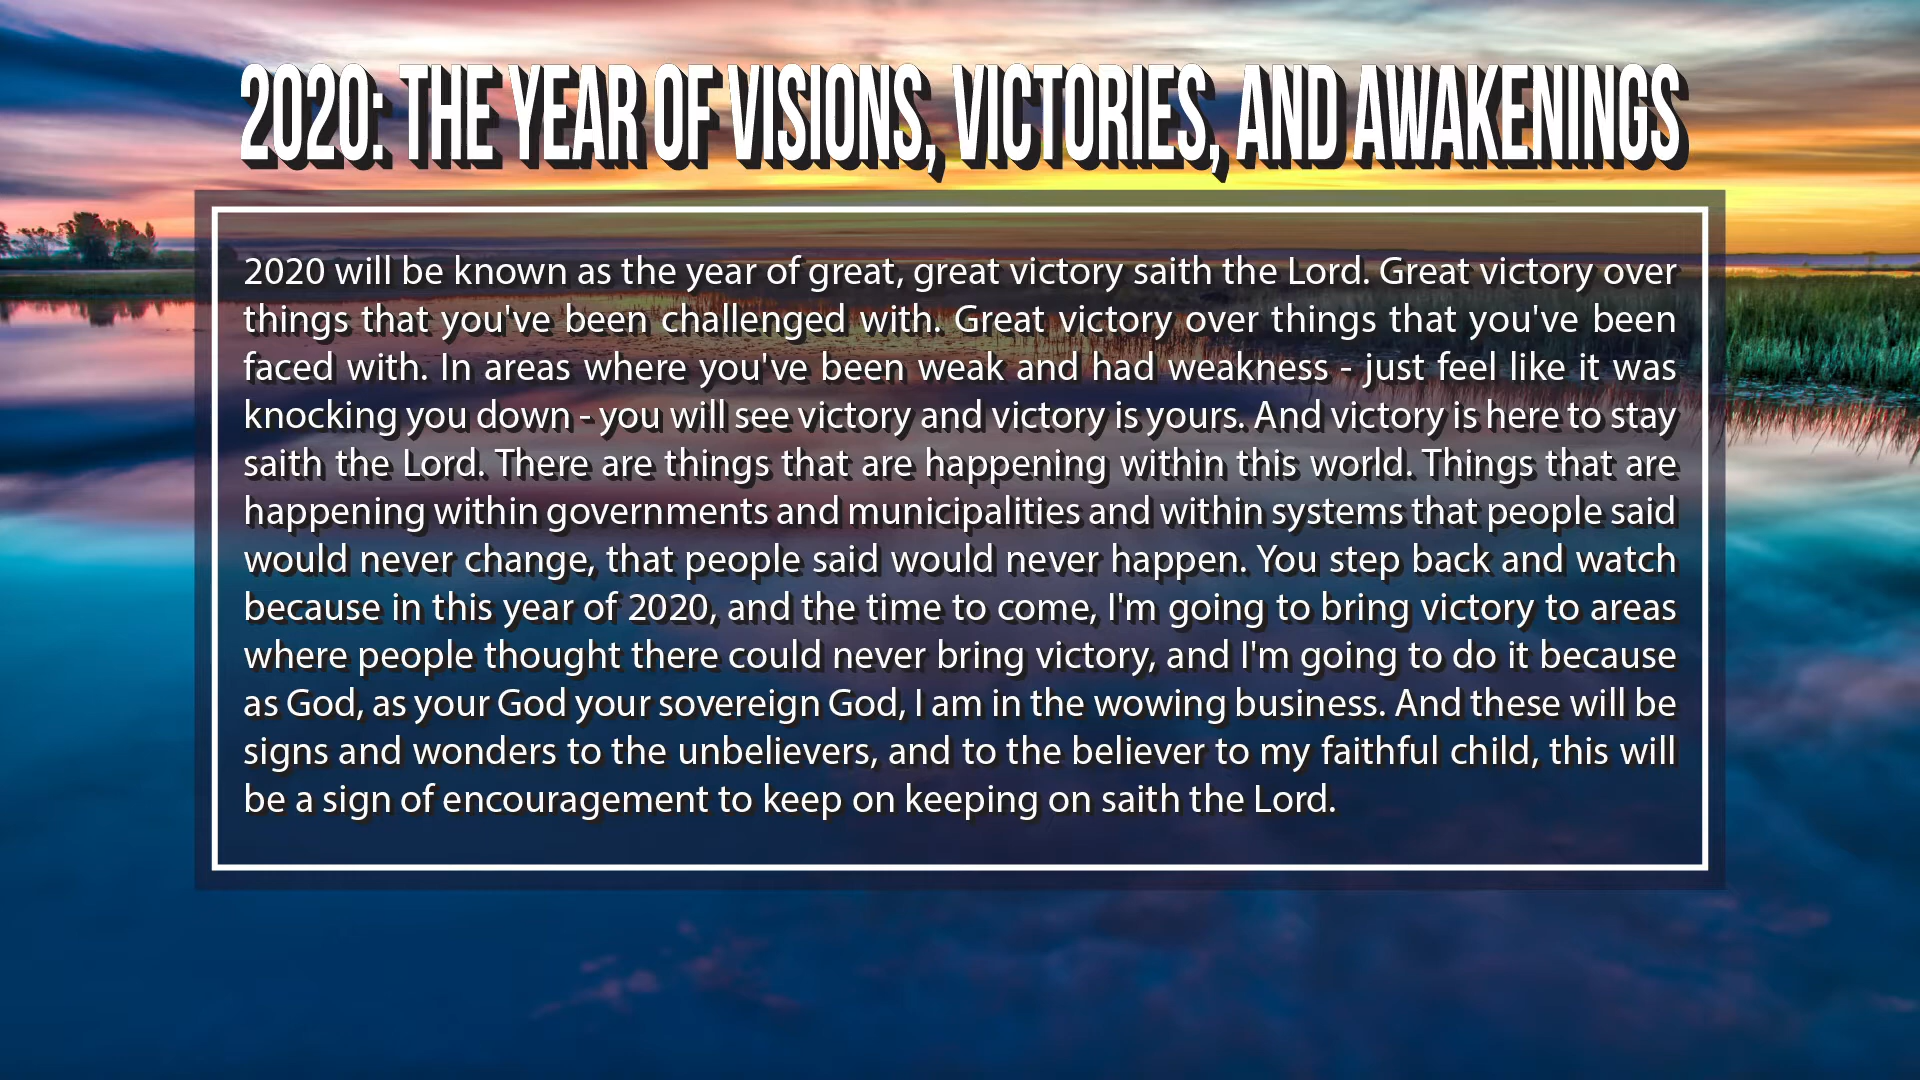 2020: THE YEAR OF VISIONS, VICTORIES, AND AWAKENINGS
2020 will be known as the year of great, great victory saith the Lord. Great victory over
things that you've been challenged with. Great victory over things that you've been
faced with. In areas where you've been weak and had weakness - just feel like it was
knocking you down - you will see victory and victory is yours. And victory is here to stay
saith the Lord. There are things that are happening within this world. Things that are
happening within governments and municipalities and within systems that people said
would never change, that people said would never happen. You step back and watch
because in this year of 2020, and the time to come, I'm going to bring victory to areas
where people thought there could never bring victory, and I'm going to do it because
as God, as your God your sovereign God, I am in the wowing business. And these will be
signs and wonders to the unbelievers, and to the believer to my faithful child, this will
be a sign of encouragement to keep on keeping on saith the Lord.